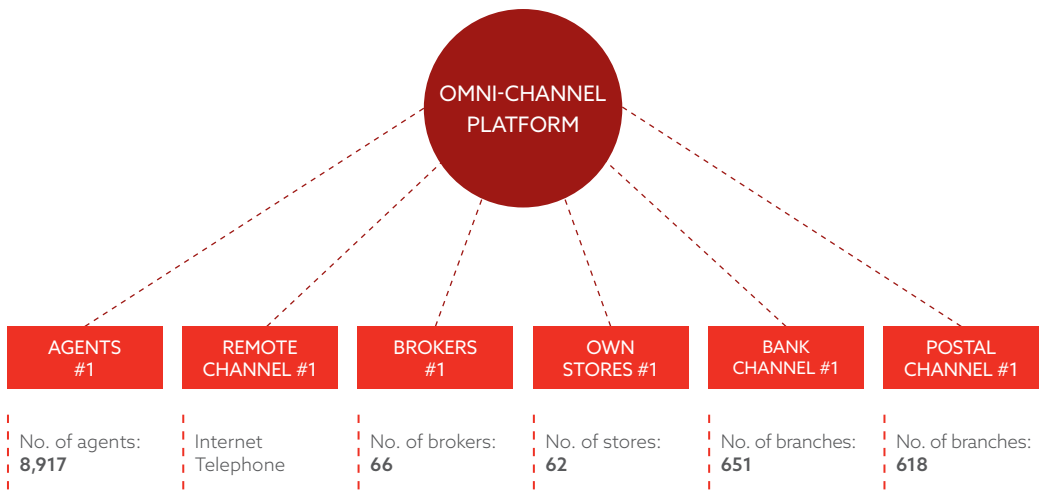 OMNI-CHANNEL
PLATFORM
AGENTS
#1
REMOTE
CHANNEL #1
BROKERS
#1
OWN
STORES #1
BANK
CHANNEL #1
POSTAL
CHANNEL #1
No. of agents:
8,917
Internet
Telephone
No. of brokers:
66
No. of stores:
62
No. of branches:
651
No. of branches:
618